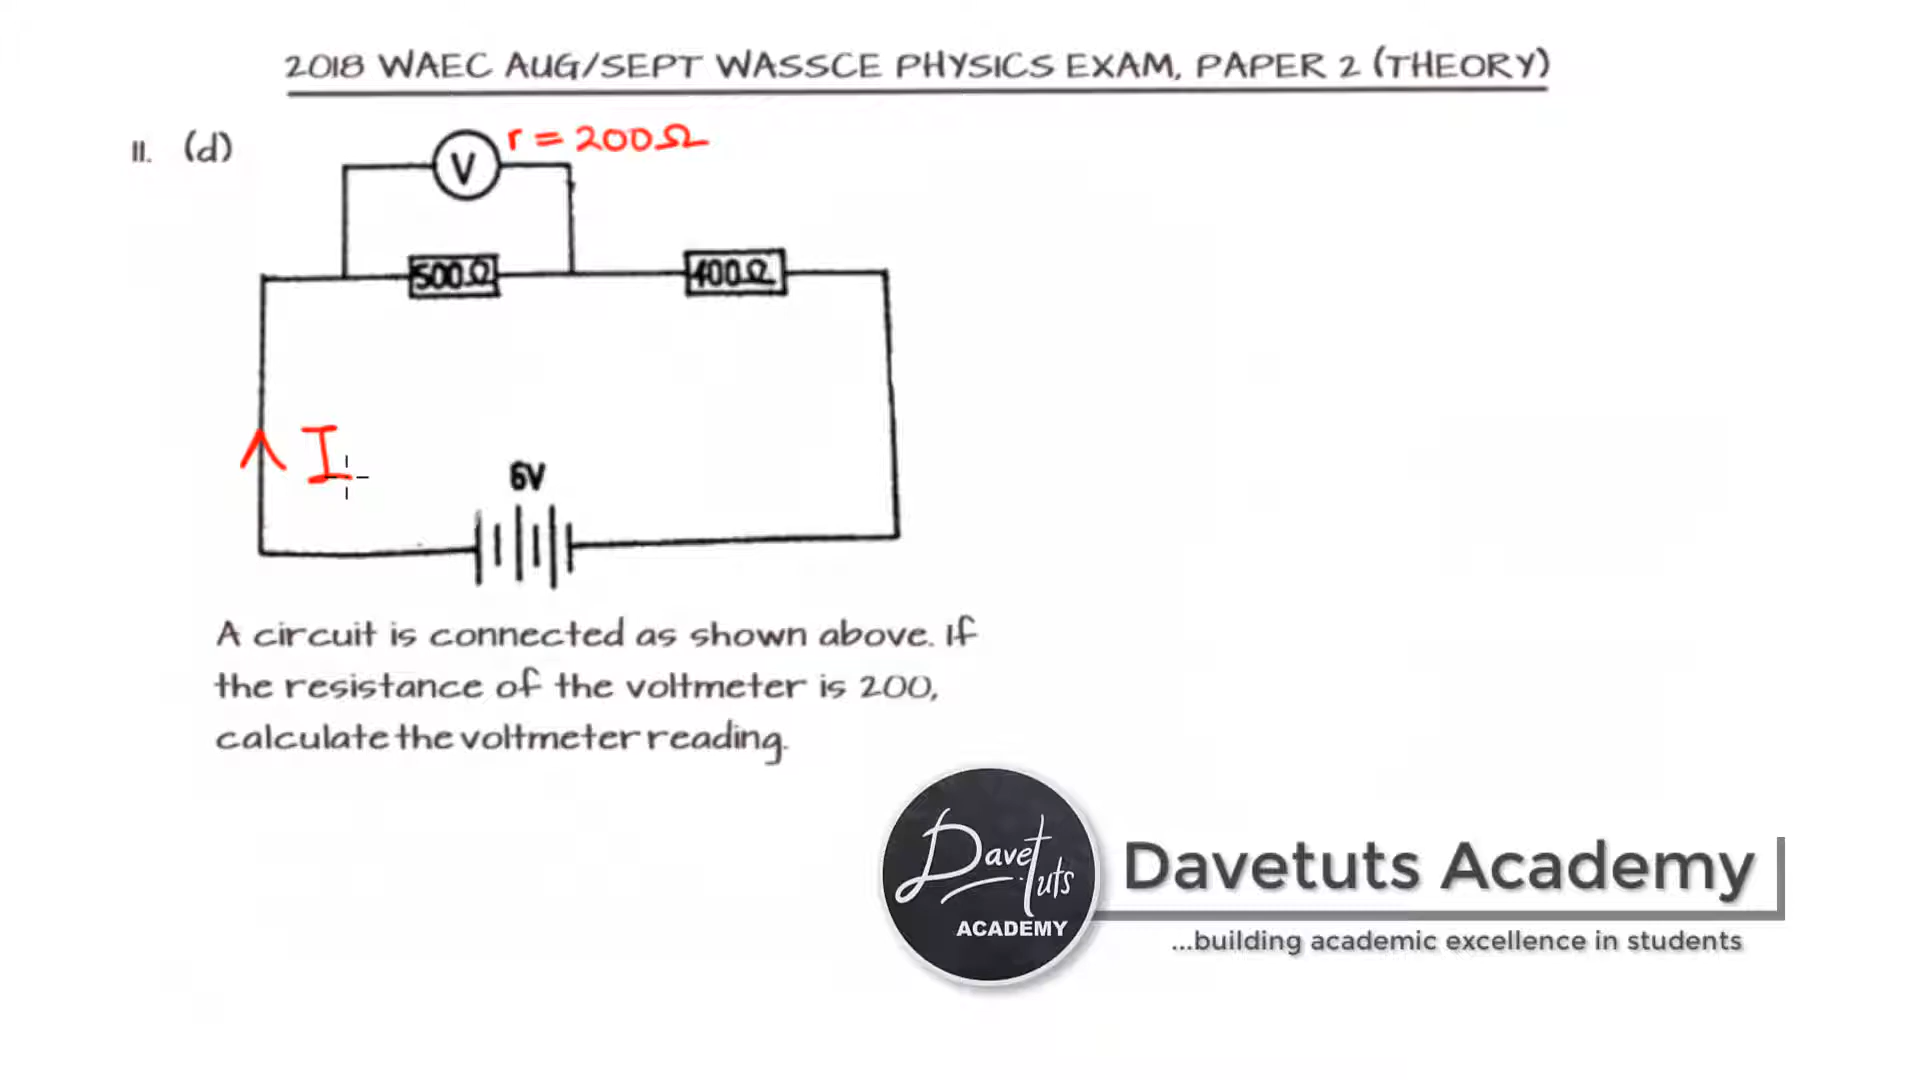 2018 WAEC AUG/SEPT WASSCE PHYSICS EXAM, PAPER 2 (THEORY)
11. (d)
V
r = 200Ω
500Ω
400Ω
I
6V
A circuit is connected as shown above. If
the resistance of the voltmeter is 200,
calculate the voltmeter reading.
Davet
Tuts
ACADEMY
Davetuts Academy
...building academic excellence in students